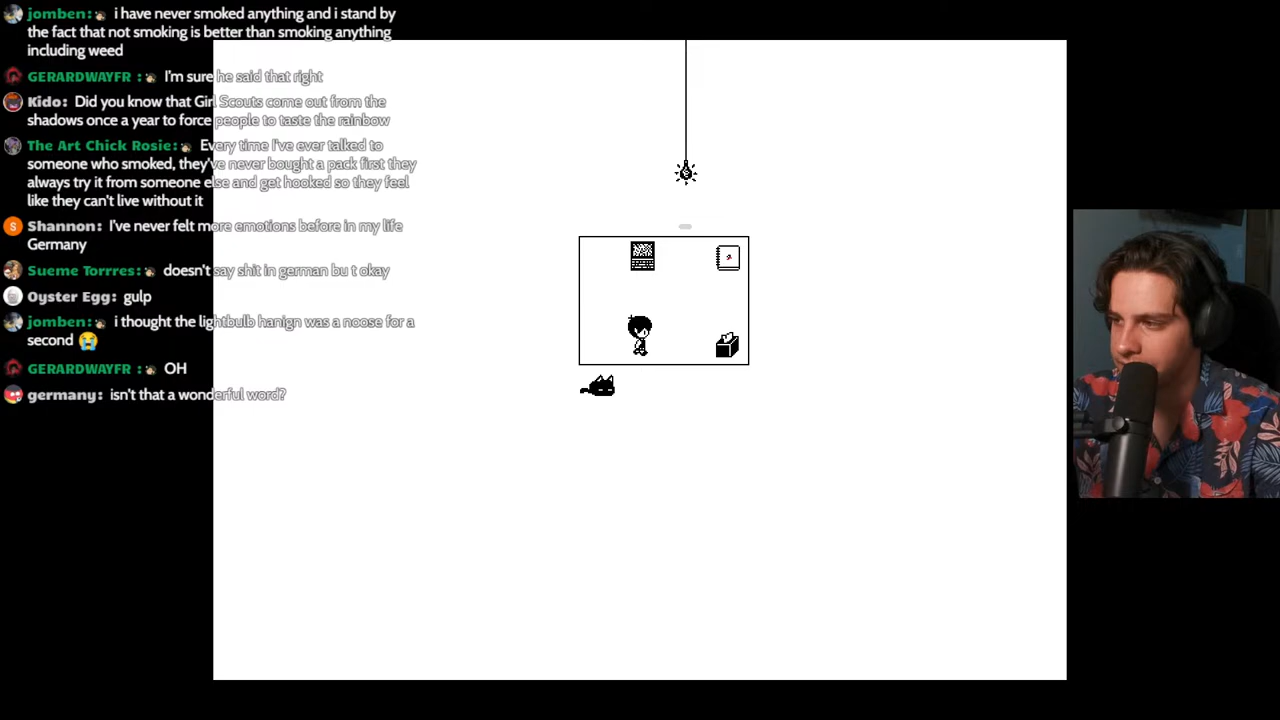 jomben: i have never smoked anything and i stand by
the fact that not smoking is better than smoking anything
including weed
GERARDWAYFR : I'm sure he said that right
Kido: Did you know that Girl Scouts come out from the
shadows once a year to force people to taste the rainbow
The Art Chick Rosie: Every time I've ever talked to
someone who smoked, they've never bought a pack first they
always try it from someone else and get hooked so they feel
like they can't live without it
Shannon: I've never felt more emotions before in my life
Germany
Sueme Torrres: doesn't say shit in german bu t okay
Oyster Egg: gulp
jomben: i thought the lightbulb hanign was a noose for a
second 😭
GERARDWAYFR : OH
germany: isn't that a wonderful word?